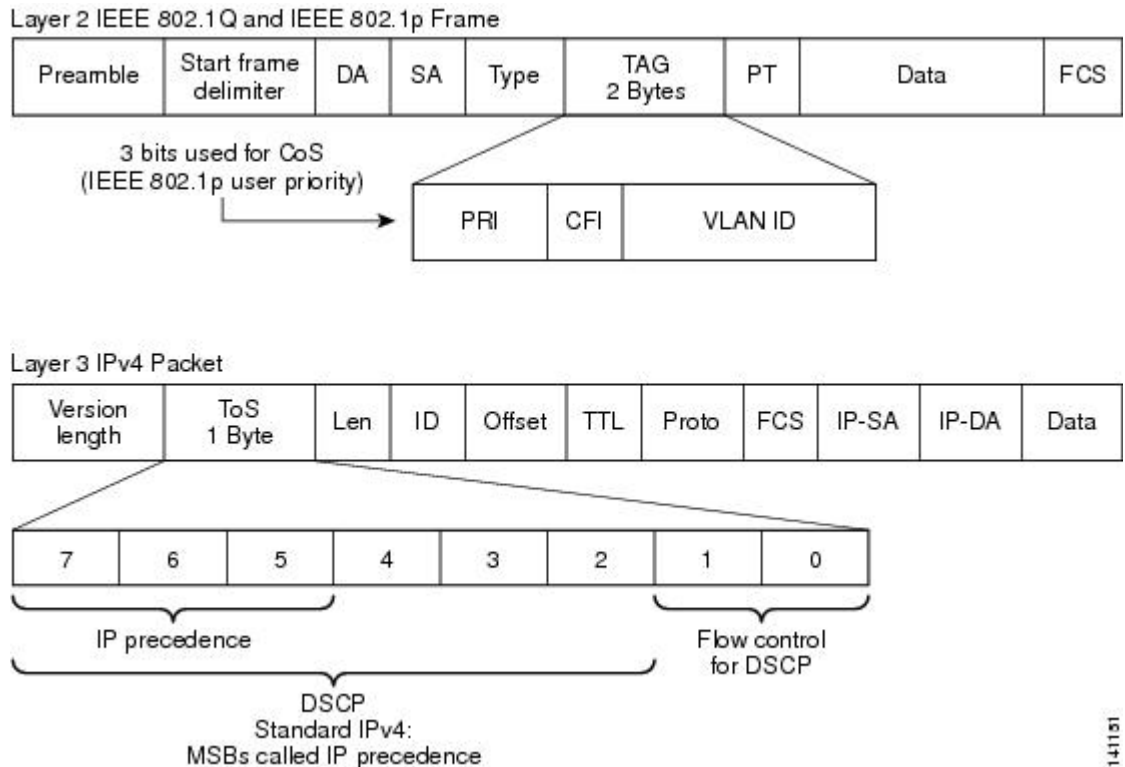 Layer 2 IEEE 802.1Q and IEEE 802.1p Frame
Preamble
Start frame
delimiter
DA
SA
Type
TAG
2 Bytes
PT
Data
FCS
3 bits used for CoS
(IEEE 802.1p user priority)
PRI
CFI
VLAN ID
Layer 3 IPv4 Packet
Version
length
ToS
1 Byte
Len
ID
Offset
TTL
Proto
FCS
IP-SA
IP-DA
Data
7
6
5
4
3
2
1
0
IP precedence
Flow control
for DSCP
DSCP
Standard IPv4:
MSBs called IP precedence
141151